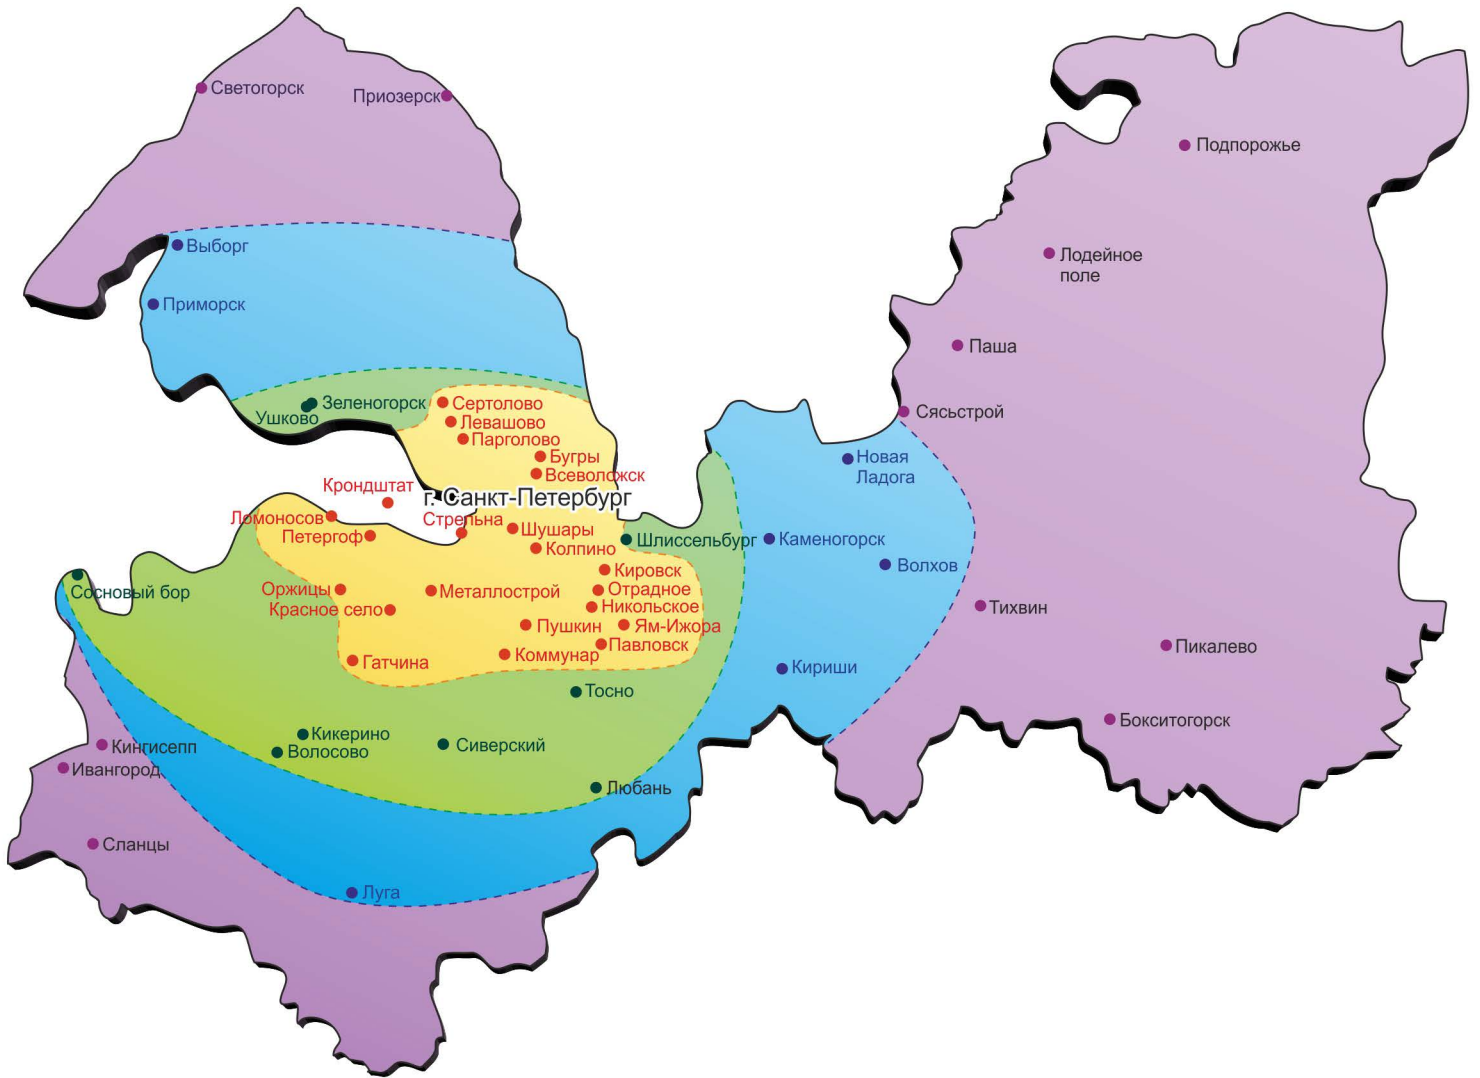 Светогорск
Приозерск
Подпорожье
Выборг
Лодейное
поле
Приморск
Паша
Зеленогорск
Ушково
Сертолово
Левашово
Парголово
Сясьстрой
Бугры
Всеволожск
Новая
Ладога
Крондштат
г. Санкт-Петербург
Ломоносов
Стрельна
Петергоф
Шушары
Колпино
Шлиссельбург
Каменогорск
Волхов
Кировск
Сосновый бор
Оржицы
Металлострой
Отрадное
Красное село
Никольское
Тихвин
Пушкин
Ям-Ижора
Павловск
Пикалево
Гатчина
Коммунар
Кириши
Тосно
Бокситогорск
Кикерино
Волосово
Сиверский
Кингисепп
Ивангород
Любань
Сланцы
Луга